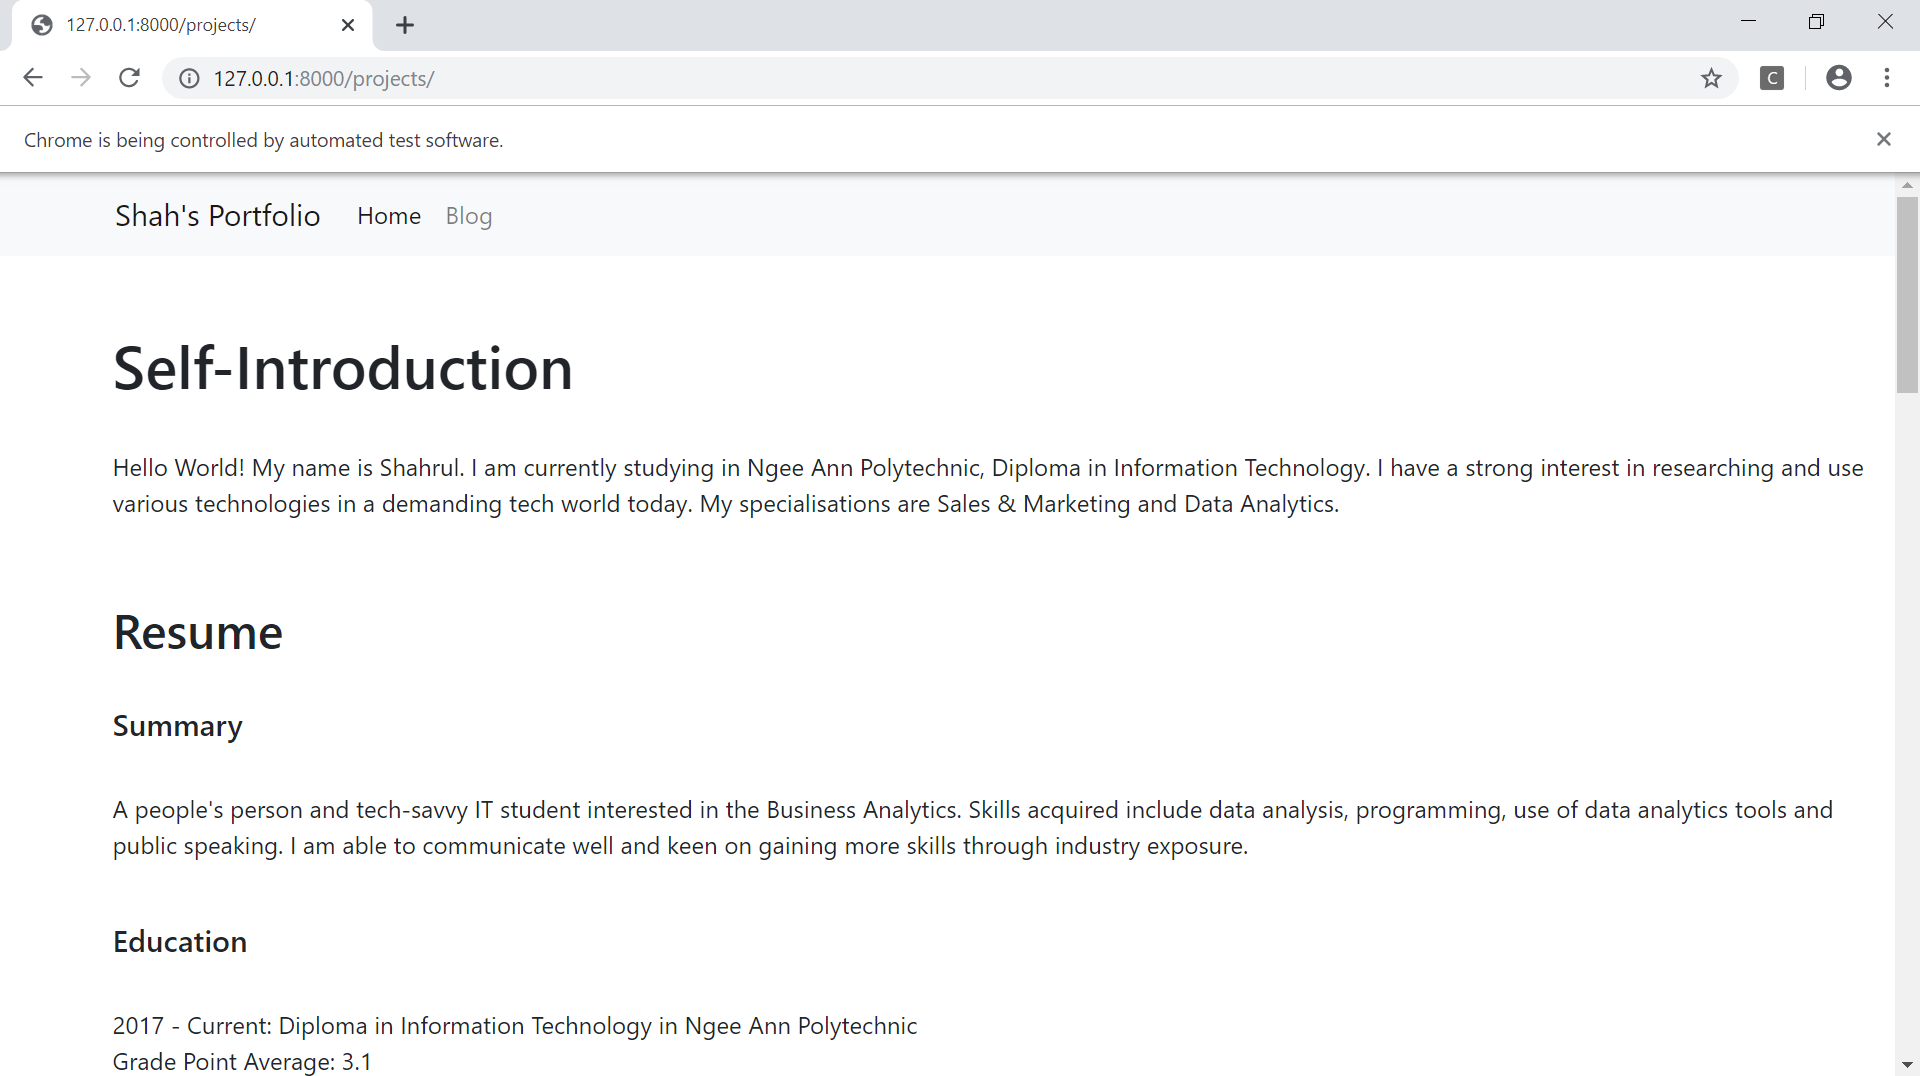 127.0.0.1:8000/projects/
127.0.0.1:8000/projects/
C
Chrome is being controlled by automated test software.
Shah's Portfolio Home Blog
Self-Introduction
Hello World! My name is Shahrul. I am currently studying in Ngee Ann Polytechnic, Diploma in Information Technology. I have a strong interest in researching and use
various technologies in a demanding tech world today. My specialisations are Sales & Marketing and Data Analytics.
Resume
Summary
A people's person and tech-savvy IT student interested in the Business Analytics. Skills acquired include data analysis, programming, use of data analytics tools and
public speaking. I am able to communicate well and keen on gaining more skills through industry exposure.
Education
2017 - Current: Diploma in Information Technology in Ngee Ann Polytechnic
Grade Point Average: 3.1